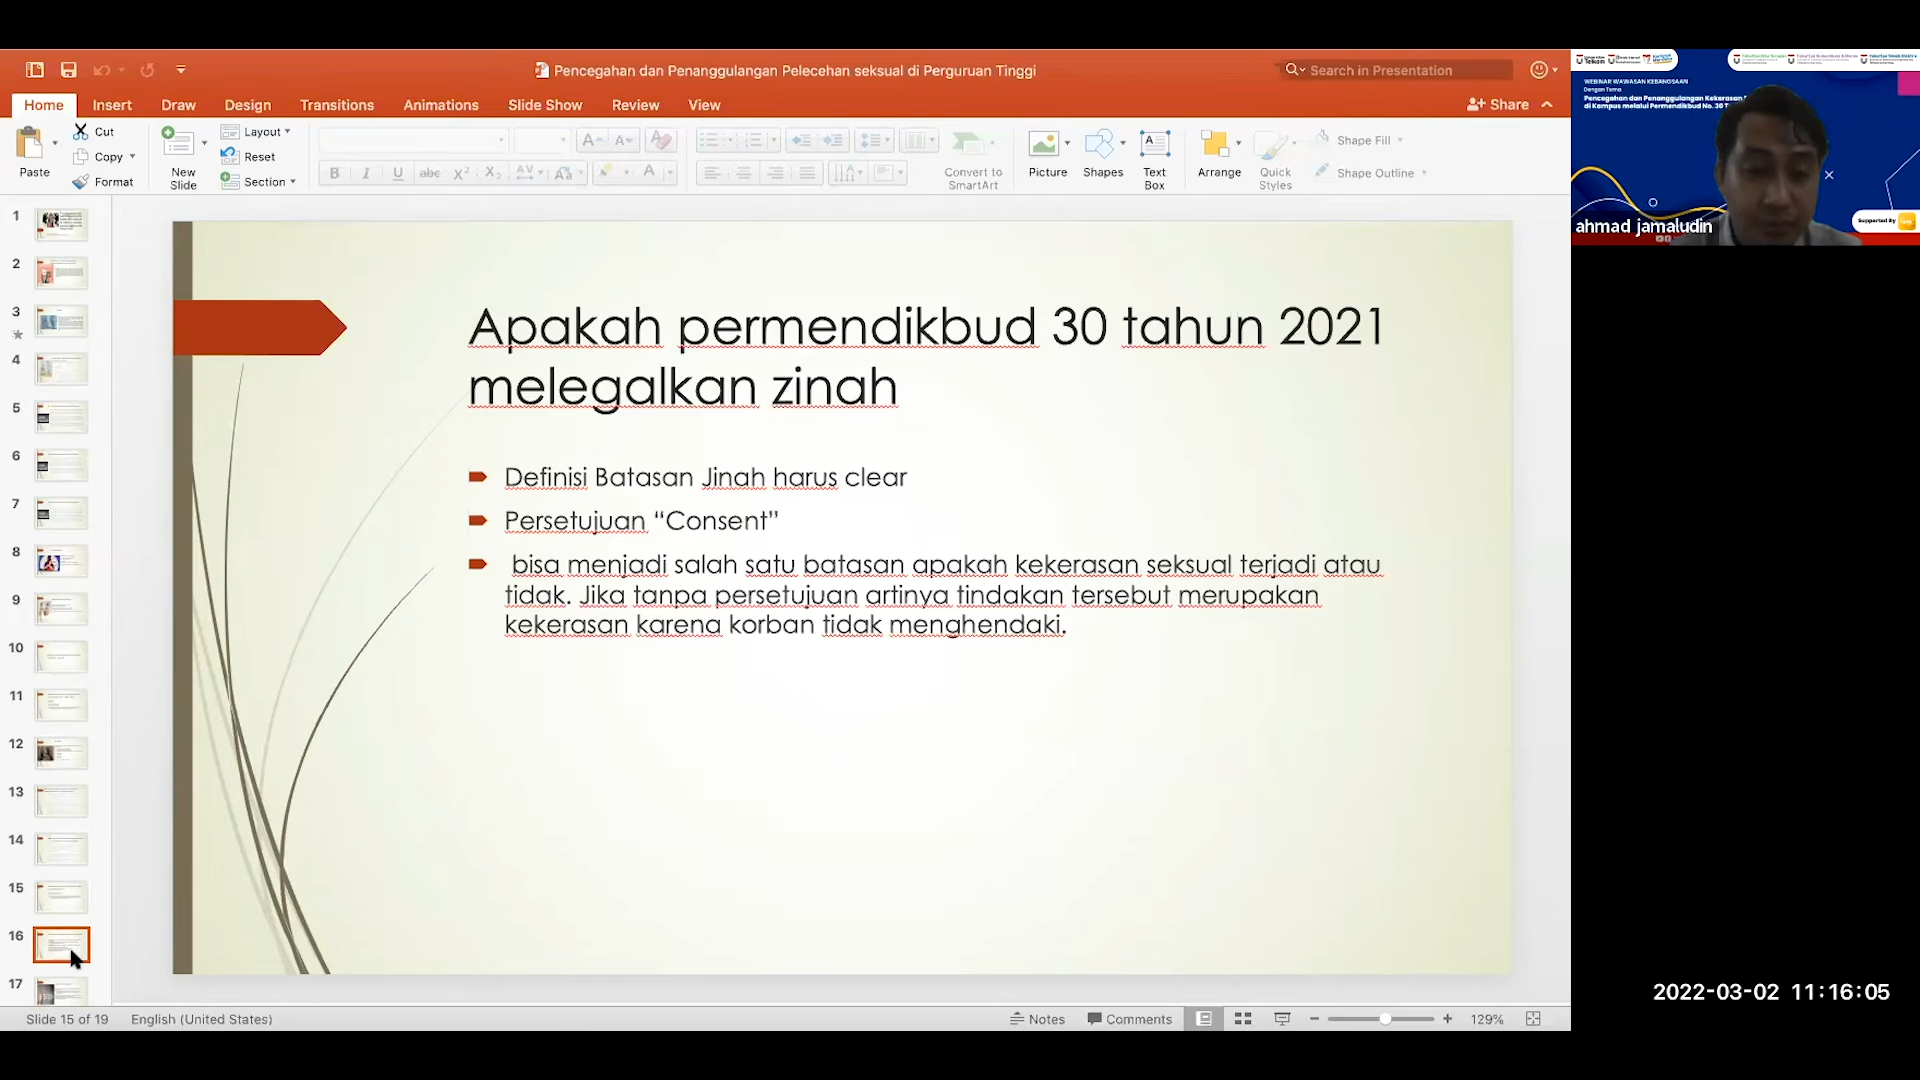 Pencegahan dan Penanggulangan Pelecehan seksual di Perguruan Tinggi
Search in Presentation
Home Insert Draw Design Transitions Animations Slide Show Review View
Share
Paste
Cut
Copy
Format
New Slide
Layout
Reset
Section
Convert to SmartArt
Picture
Shapes
Text Box
Arrange
Quick Styles
Shape Fill
Shape Outline
1
2
3
4
5
6
7
8
9
10
11
12
13
14
15
16
17
Apakah permendikbud 30 tahun 2021
melegalkan zinah
Definisi Batasan Jinah harus clear
Persetujuan “Consent”
bisa menjadi salah satu batasan apakah kekerasan seksual terjadi atau
tidak. Jika tanpa persetujuan artinya tindakan tersebut merupakan
kekerasan karena korban tidak menghendaki.
WEBINAR WAWASAN KEBANGSAAN
Dengan Tema
Pencegahan dan Penanggulangan Kekerasan
di Kampus melalui Permendikbud No. 30
Supported By
ahmad jamaludin
2022-03-02 11:16:05
Slide 15 of 19 English (United States)
Notes Comments 129%